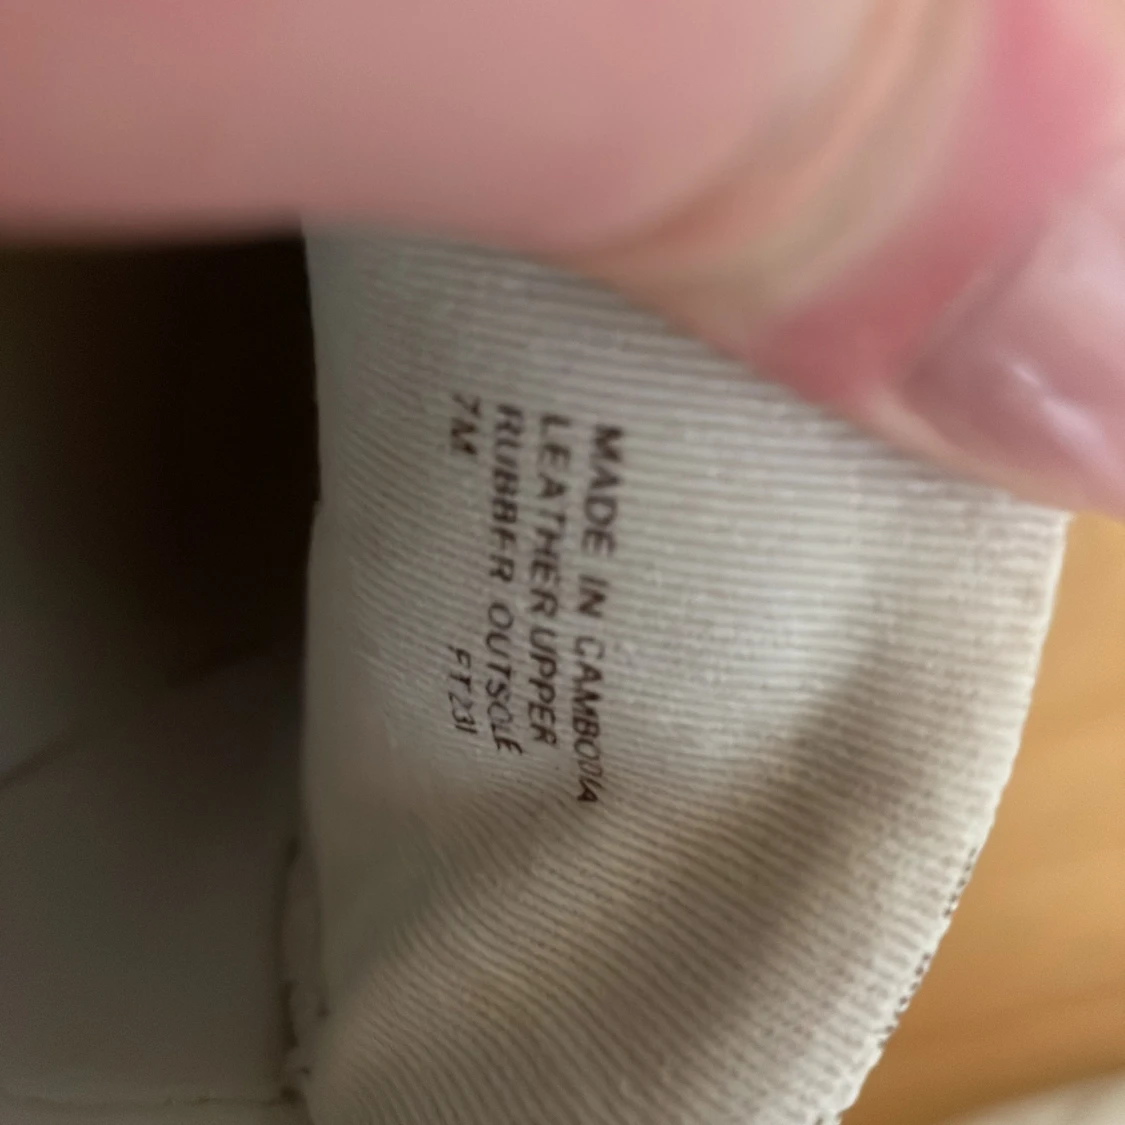 MADE IN CAMBODIA
LEATHER UPPER
RUBBER OUTSOLE
7M FT231